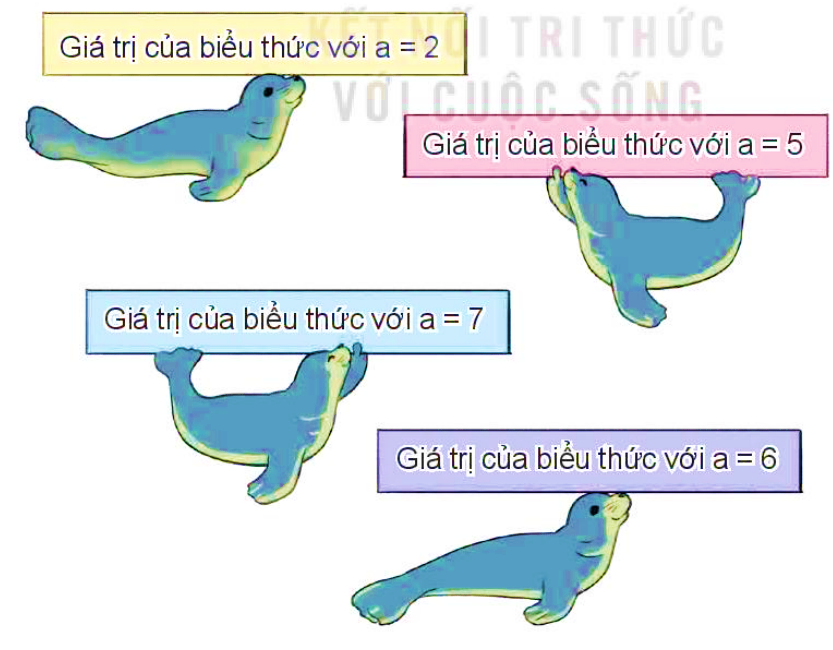 KẾT NỐI TRI THỨC
VỚI CUỘC SỐNG
Giá trị của biểu thức với a = 2
Giá trị của biểu thức với a = 5
Giá trị của biểu thức với a = 7
Giá trị của biểu thức với a = 6